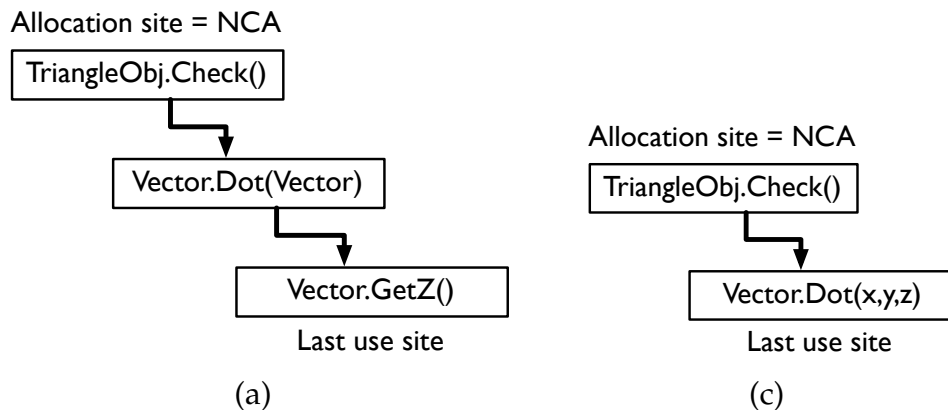 Allocation site = NCA
TriangleObj.Check()
Vector.Dot(Vector)
Vector.GetZ()
Last use site
(a)
Allocation site = NCA
TriangleObj.Check()
Vector.Dot(x,y,z)
Last use site
(c)